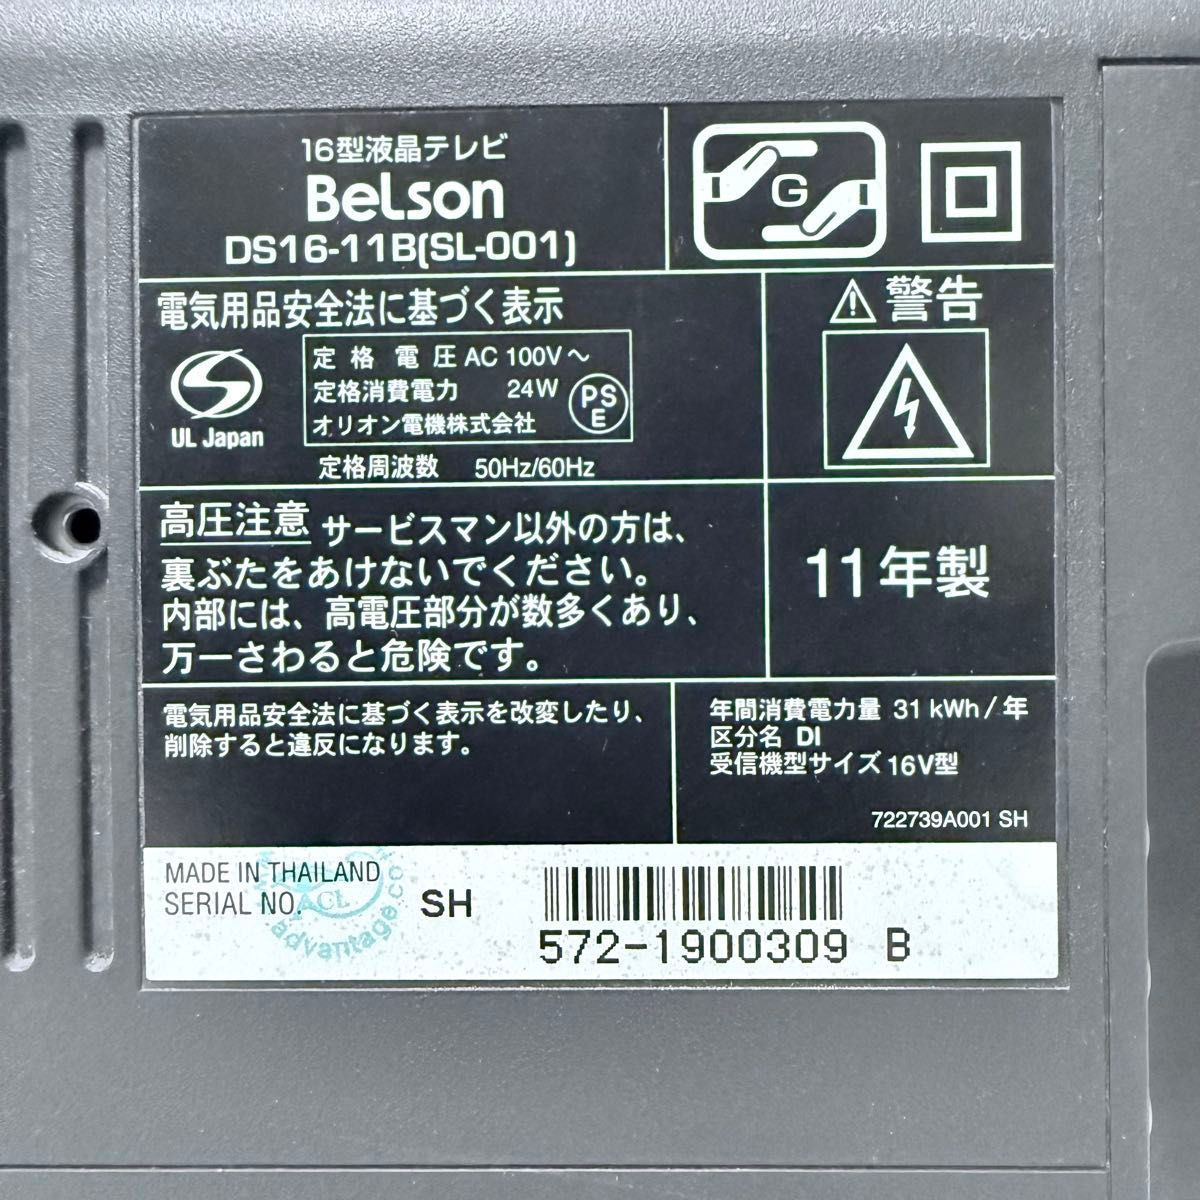 16型液晶テレビ
BeLson
DS16-11B(SL-001)
G
電気用品安全法に基づく表示
定格電圧 AC 100V～
定格消費電力 24W
オリオン電機株式会社
PS
E
UL Japan
定格周波数 50Hz/60Hz
警告
高圧注意 サービスマン以外の方は、
裏ぶたをあけないでください。
内部には、高電圧部分が数多くあり、
万一さわると危険です。
11年製
電気用品安全法に基づく表示を改変したり、
削除すると違反になります。
年間消費電力量 31 kWh/年
区分名 DI
受信機型サイズ 16V型
722739A001 SH
MADE IN THAILAND
SERIAL NO.
ACL
advantage.co
SH
572-1900309 B